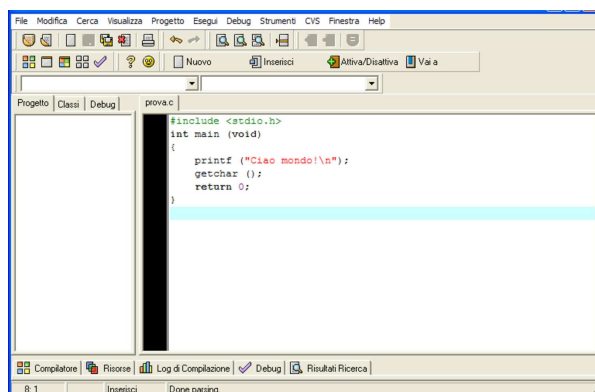 File Modifica Cerca Visualizza Progetto Esegui Debug Strumenti CVS Finestra Help
Nuovo Inserisci Attiva/Disattiva Vai a
Progetto Classi Debug prova.c
#include <stdio.h>
int main (void)
{
printf ("Ciao mondo!\n");
getchar ();
return 0;
}
Compilatore Risorse Log di Compilazione Debug Risultati Ricerca
8: 1 Inserisci Done parsing.